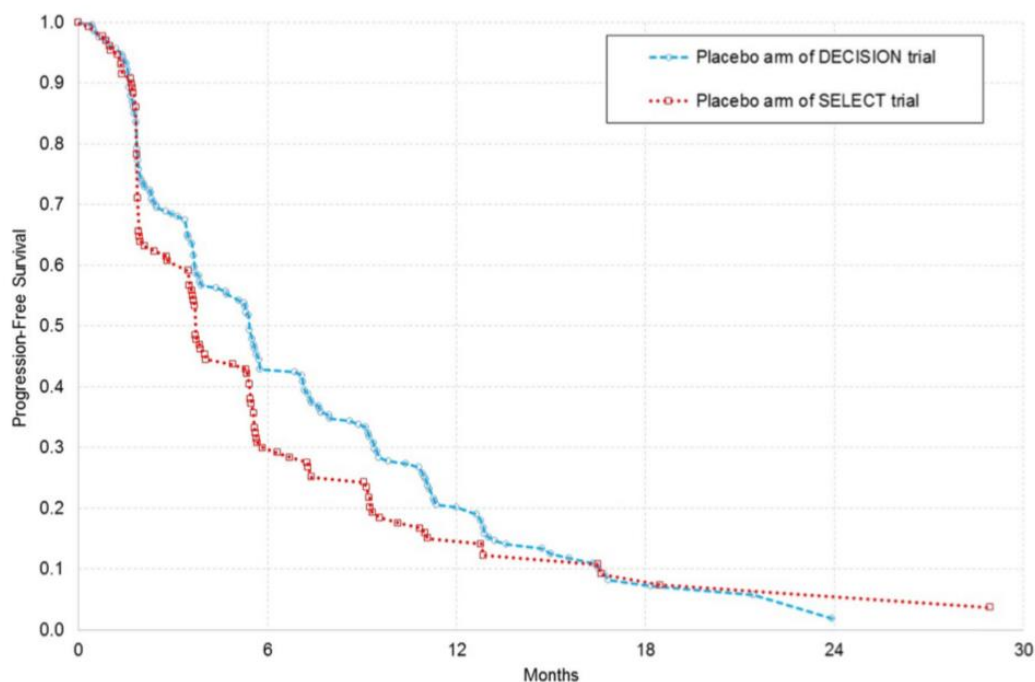 1.0
0.9
0.8
0.7
0.6
0.5
0.4
0.3
0.2
0.1
0.0
Progression-Free Survival
Placebo arm of DECISION trial
Placebo arm of SELECT trial
0 6 12 18 24 30
Months